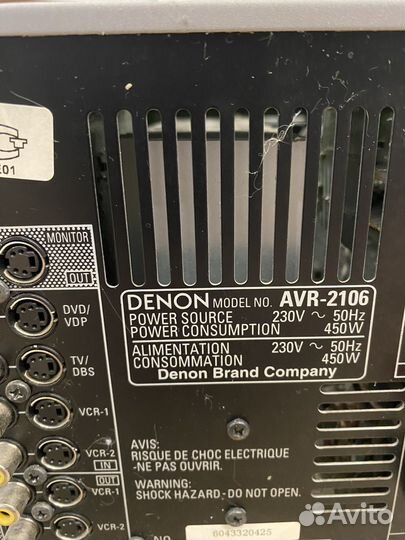 E01
MONITOR
OUT
DVD/
VDP
TV/
DBS
VCR-1
VCR-2
IN
OUT
VCR-1
VCR-2
DENON MODEL NO. AVR-2106
POWER SOURCE 230V ~ 50Hz
POWER CONSUMPTION 450W
ALIMENTATION 230V ~ 50Hz
CONSOMMATION 450W
Denon Brand Company
AVIS:
RISQUE DE CHOC ELECTRIQUE
-NE PAS OUVRIR.
WARNING:
SHOCK HAZARD - DO NOT OPEN.
NO.
6043320425
Avito